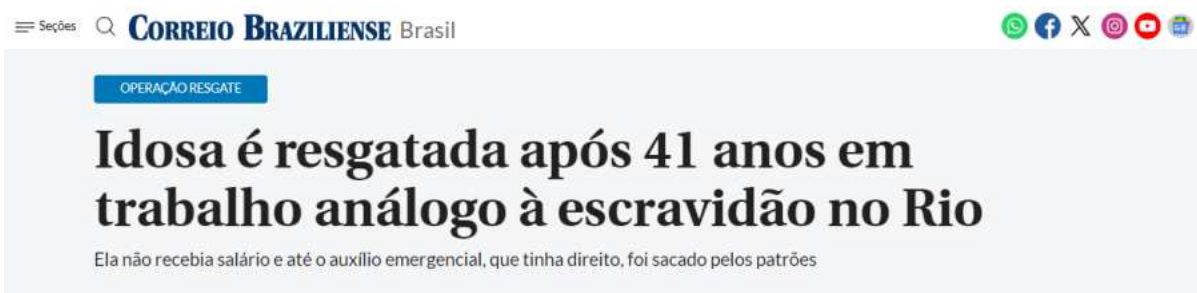 Seções CORREIO BRAZILIENSE Brasil
OPERAÇÃO RESGATE
Idosa é resgatada após 41 anos em
trabalho análogo à escravidão no Rio
Ela não recebia salário e até o auxílio emergencial, que tinha direito, foi sacado pelos patrões